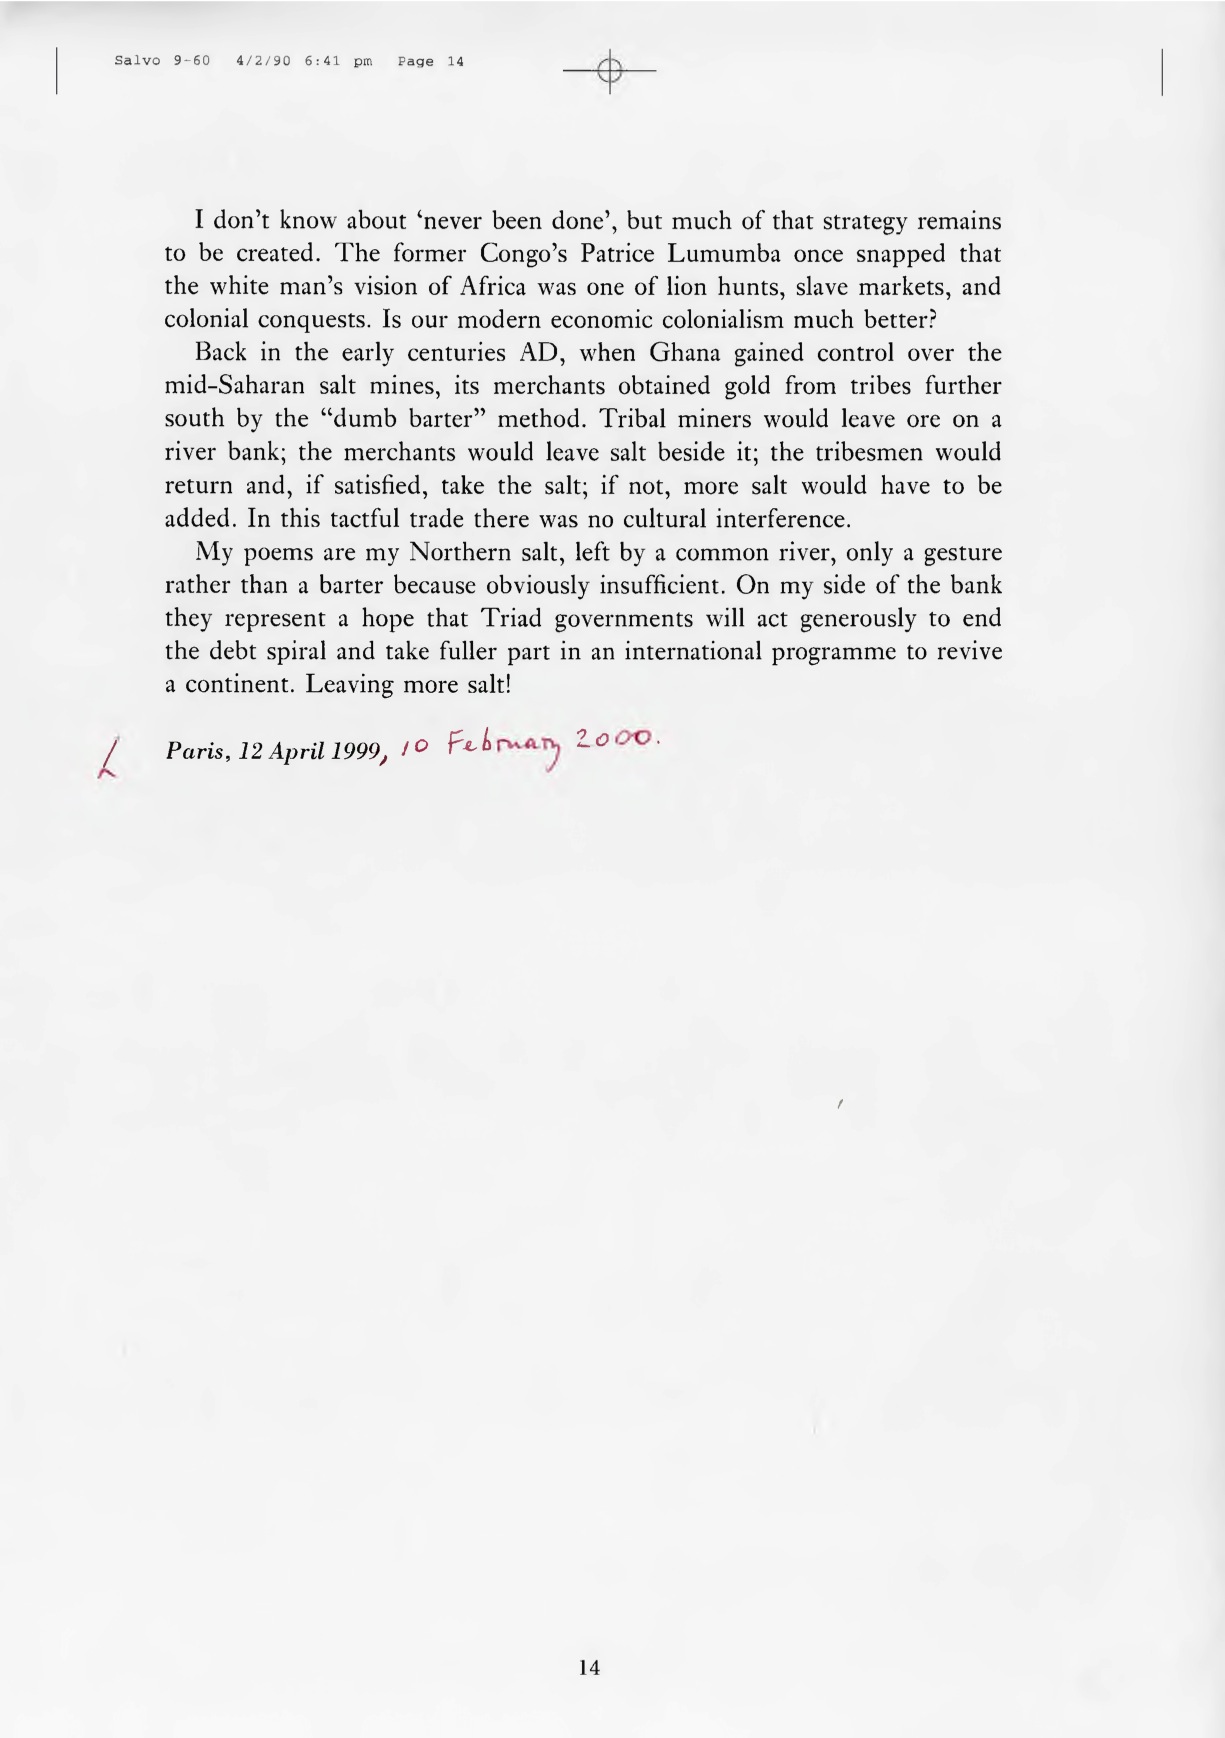 Salvo 9-60 4/2/90 6:41 pm Page 14
I don't know about ‘never been done’, but much of that strategy remains
to be created. The former Congo's Patrice Lumumba once snapped that
the white man's vision of Africa was one of lion hunts, slave markets, and
colonial conquests. Is our modern economic colonialism much better?
Back in the early centuries AD, when Ghana gained control over the
mid-Saharan salt mines, its merchants obtained gold from tribes further
south by the “dumb barter” method. Tribal miners would leave ore on a
river bank; the merchants would leave salt beside it; the tribesmen would
return and, if satisfied, take the salt; if not, more salt would have to be
added. In this tactful trade there was no cultural interference.
My poems are my Northern salt, left by a common river, only a gesture
rather than a barter because obviously insufficient. On my side of the bank
they represent a hope that Triad governments will act generously to end
the debt spiral and take fuller part in an international programme to revive
a continent. Leaving more salt!
Paris, 12 April 1999, 10 February 2000.
14